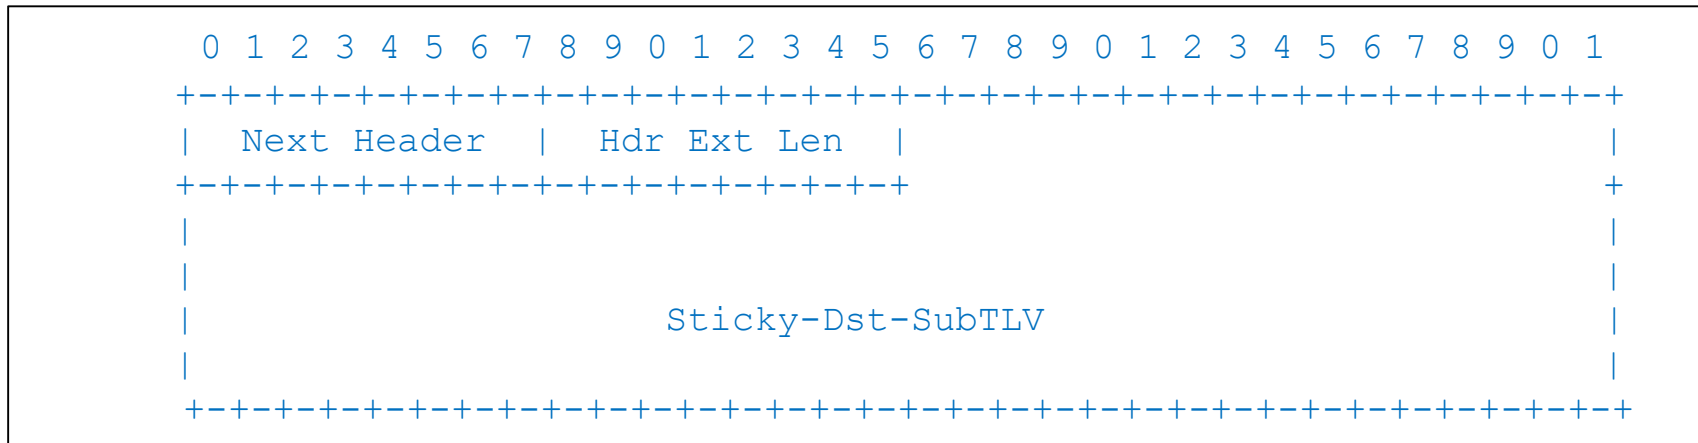 0 1 2 3 4 5 6 7 8 9 0 1 2 3 4 5 6 7 8 9 0 1 2 3 4 5 6 7 8 9 0 1
+-+-+-+-+-+-+-+-+-+-+-+-+-+-+-+-+-+-+-+-+-+-+-+-+-+-+-+-+-+-+-+-+
|  Next Header  |  Hdr Ext Len  |                               |
+-+-+-+-+-+-+-+-+-+-+-+-+-+-+-+-+                               +
|                                                               |
|                                                               |
|                     Sticky-Dst-SubTLV                         |
|                                                               |
+-+-+-+-+-+-+-+-+-+-+-+-+-+-+-+-+-+-+-+-+-+-+-+-+-+-+-+-+-+-+-+-+